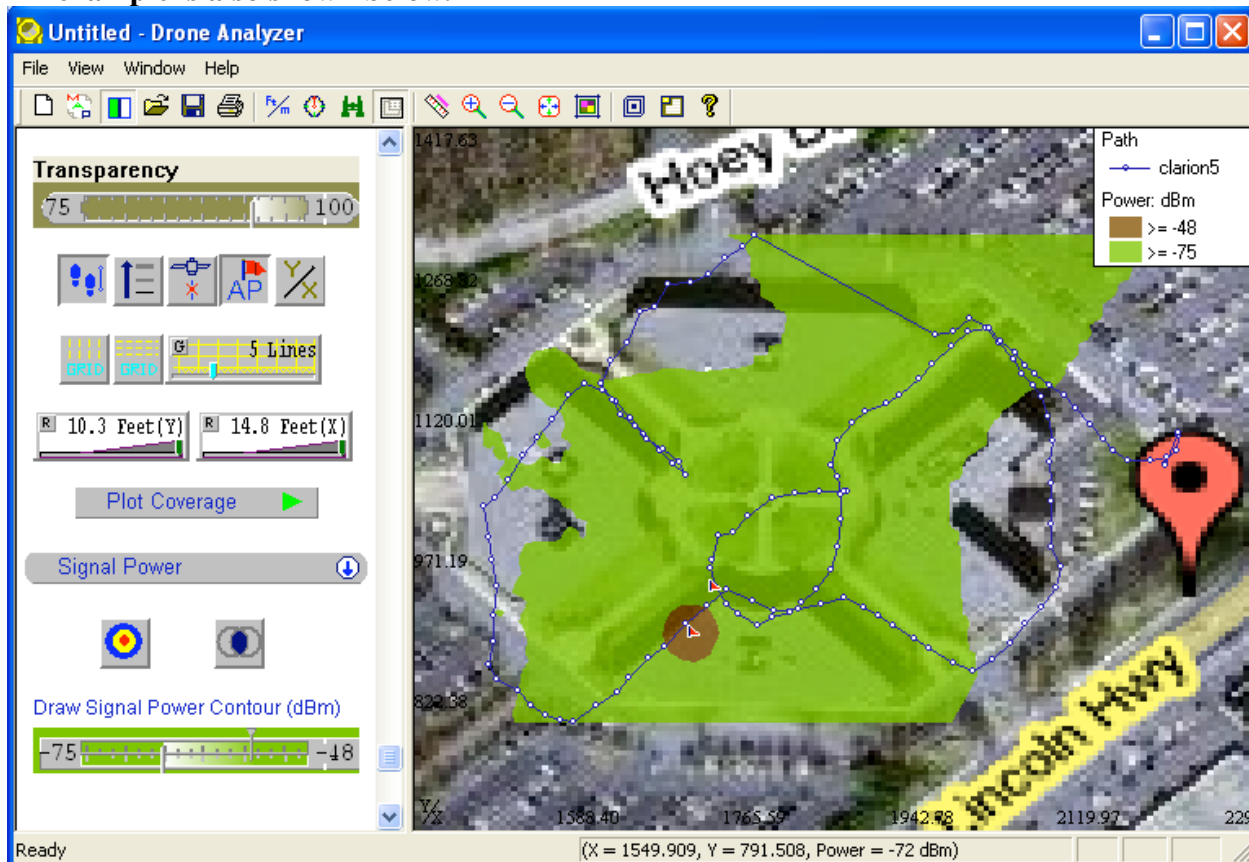 Untitled - Drone Analyzer
File View Window Help
Ft/m
Transparency
75 100
AP Y/X
GRID GRID G 5 Lines
R 10.3 Feet(Y) R 14.8 Feet(X)
Plot Coverage
Signal Power
Draw Signal Power Contour (dBm)
-75 -48
1417.63
1268.82
1120.01
971.19
822.38
Y/X 1588.40 1765.59 1942.78 2119.97 229
Hoey
Lincoln Hwy
Path
clarion5
Power: dBm
>= -48
>= -75
Ready (X = 1549.909, Y = 791.508, Power = -72 dBm)